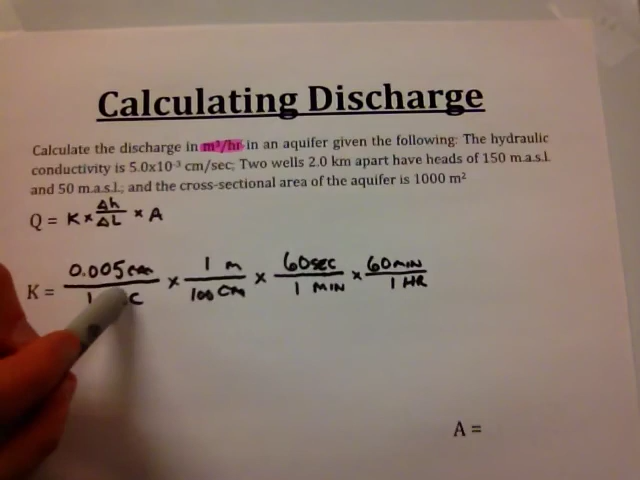 Calculating Discharge
Calculate the discharge in m³/hr in an aquifer given the following: The hydraulic
conductivity is 5.0x10⁻³ cm/sec; Two wells 2.0 km apart have heads of 150 m.a.s.l.
and 50 m.a.s.l.; and the cross-sectional area of the aquifer is 1000 m²
Q = K × Δh/ΔL × A
K = 0.005cm/1 × 1 m/100 cm × 60sec/1 MIN × 60MIN/1 HR
A =